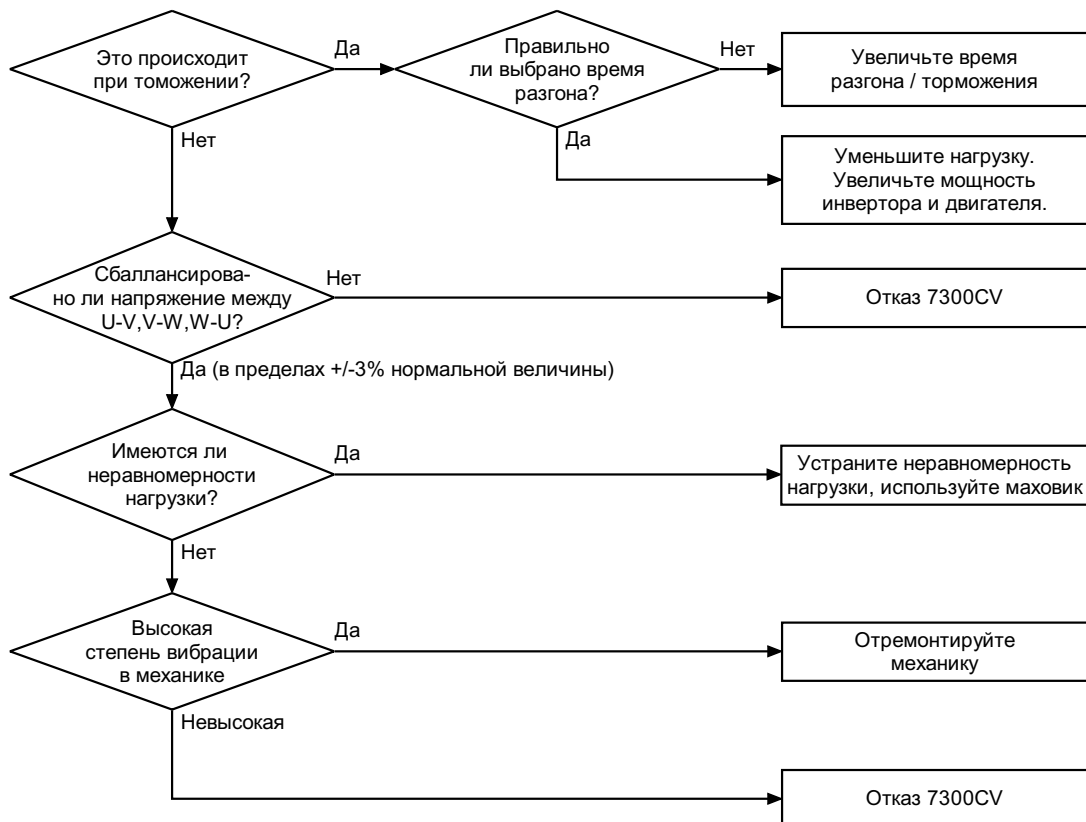 Это происходит
при томожении?
Да
Правильно
ли выбрано время
разгона?
Нет
Увеличьте время
разгона / торможения
Нет
Да
Уменьшите нагрузку.
Увеличьте мощность
инвертора и двигателя.
Сбаллансирова-
но ли напряжение между
U-V,V-W,W-U?
Нет
Отказ 7300CV
Да (в пределах +/-3% нормальной величины)
Имеются ли
неравномерности
нагрузки?
Да
Устраните неравномерность
нагрузки, используйте маховик
Нет
Высокая
степень вибрации
в механике
Да
Отремонтируйте
механику
Невысокая
Отказ 7300CV